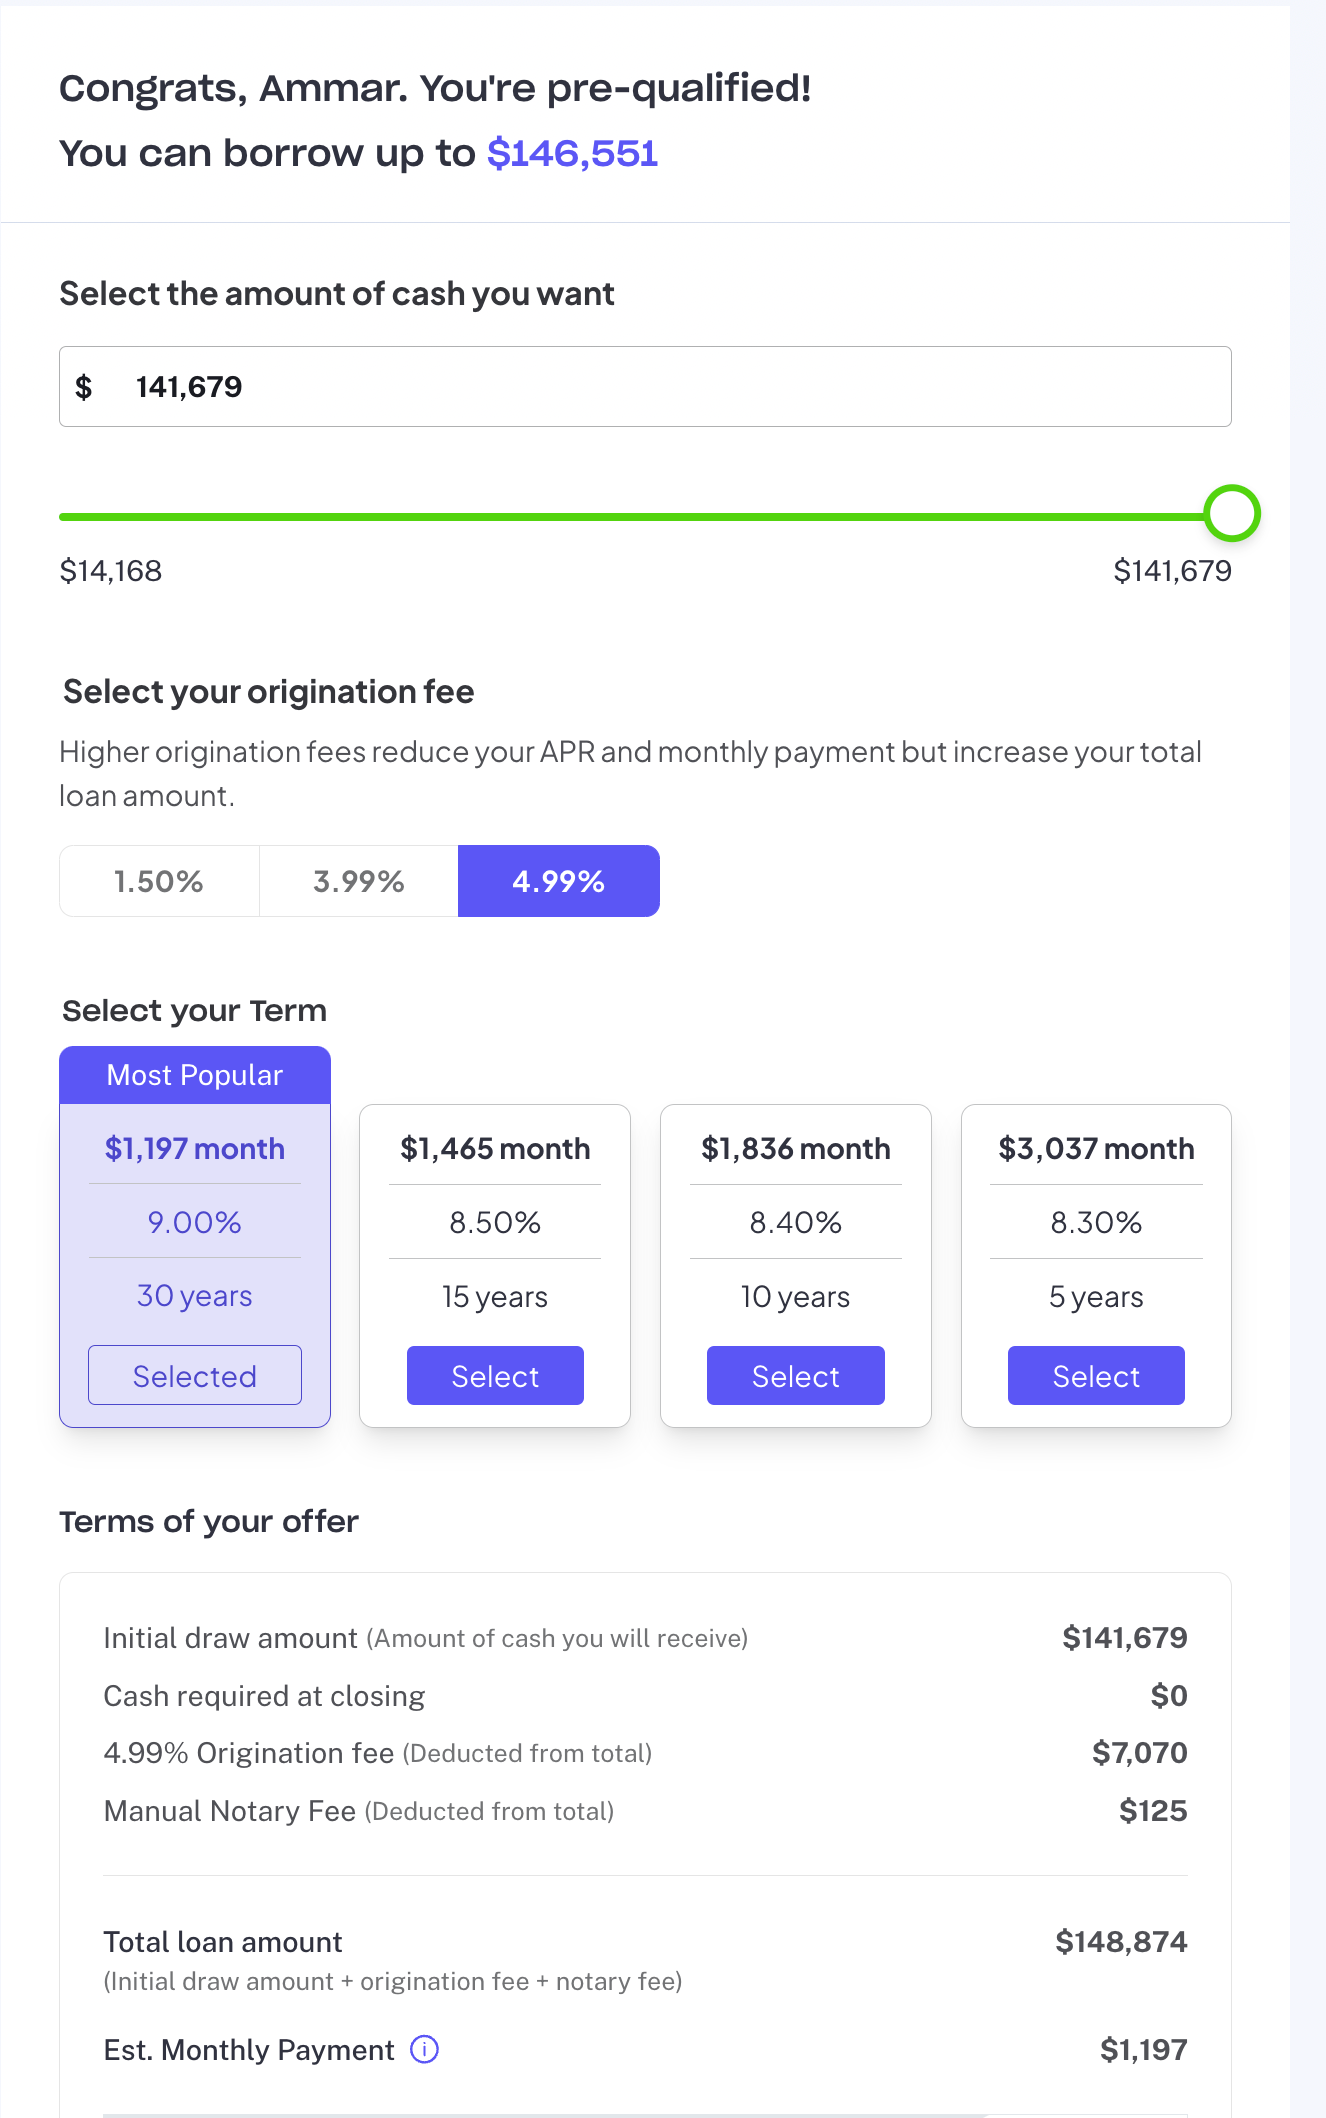 Congrats, Ammar. You're pre-qualified!
You can borrow up to $146,551
Select the amount of cash you want
$ 141,679
$14,168 $141,679
Select your origination fee
Higher origination fees reduce your APR and monthly payment but increase your total
loan amount.
1.50% 3.99% 4.99%
Select your Term
Most Popular
$1,197 month $1,465 month $1,836 month $3,037 month
9.00% 8.50% 8.40% 8.30%
30 years 15 years 10 years 5 years
Selected Select Select Select
Terms of your offer
Initial draw amount (Amount of cash you will receive) $141,679
Cash required at closing $0
4.99% Origination fee (Deducted from total) $7,070
Manual Notary Fee (Deducted from total) $125
Total loan amount $148,874
(Initial draw amount + origination fee + notary fee)
Est. Monthly Payment i $1,197